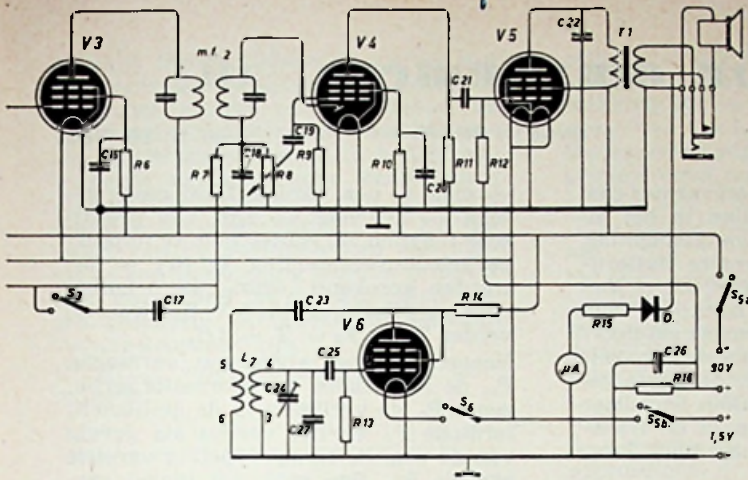 V3
m.f. 2
V4
V5
C22
T1
C21
C15
R6
R7
C18
R8
C19
R9
R10
C20
R11
R12
S3
C17
C23
V6
R14
R15
D.
S5a
µA
C26
90V
L7
5
4
C25
C24
R16
6
3
C27
R13
S6
S5b.
1,5V